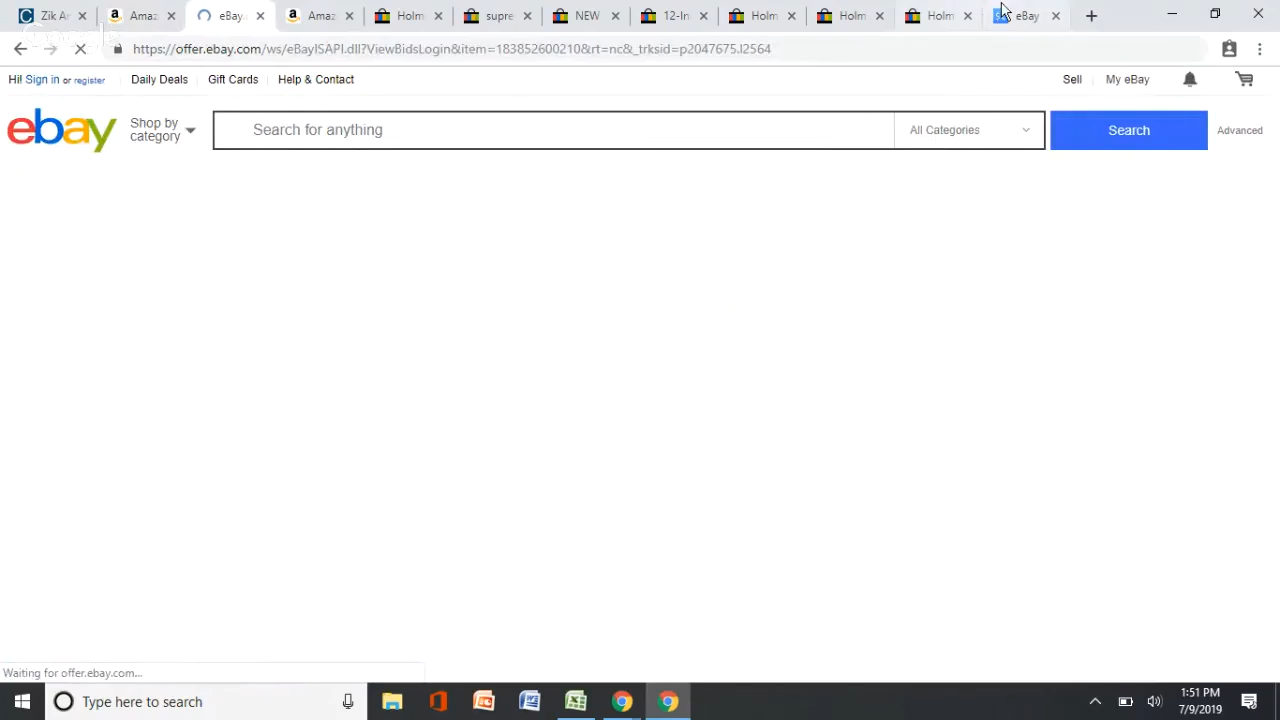 Zik A
Amaz
eBay.
Amaz
Holm
supre
NEW
12-In
Holm
Holm
Holm
eBay
https://offer.ebay.com/ws/eBayISAPI.dll?ViewBidsLogin&item=183852600210&rt=nc&_trksid=p2047675.l2564
Hi! Sign in or register
Daily Deals
Gift Cards
Help & Contact
Sell
My eBay
ebay
Shop by
category
Search for anything
All Categories
Search
Advanced
Waiting for offer.ebay.com...
Type here to search
1:51 PM
7/9/2019